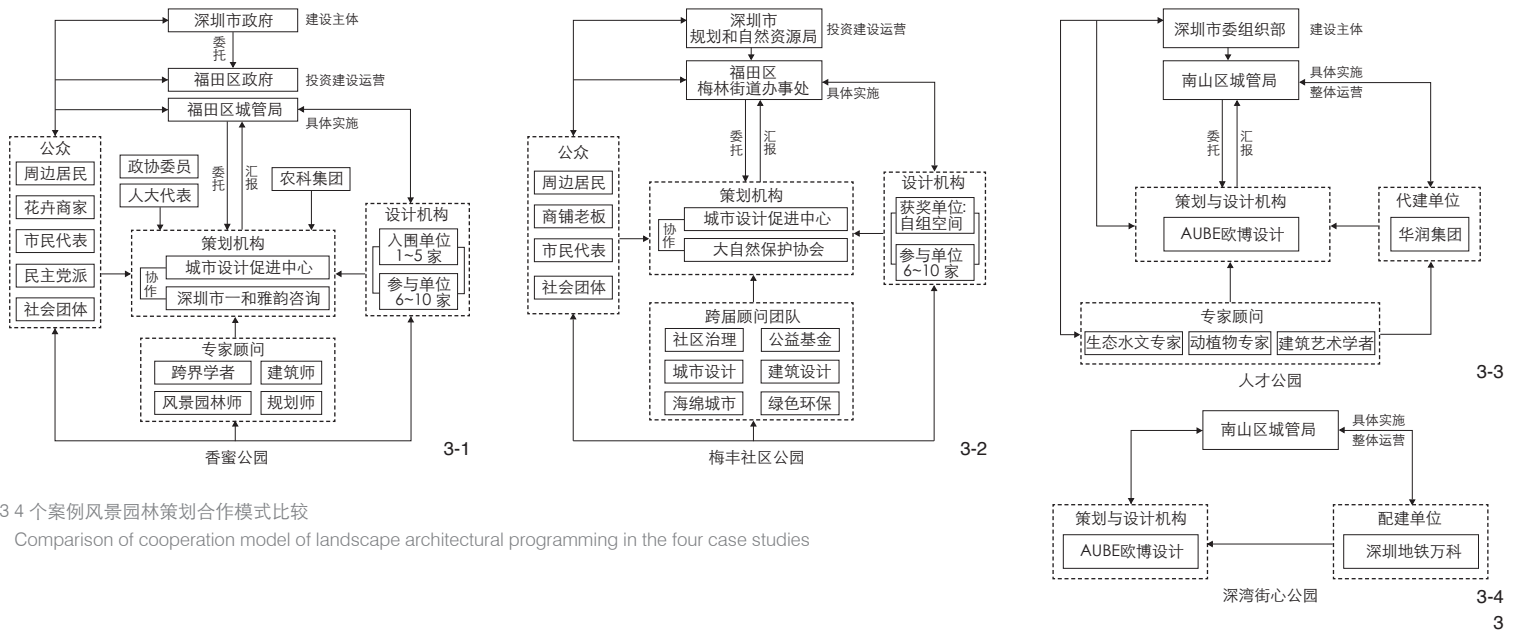 深圳市政府
建设主体
委托
福田区政府
投资建设运营
福田区城管局
具体实施
公众
周边居民
花卉商家
市民代表
民主党派
社会团体
政协委员
人大代表
委托
汇报
农科集团
策划机构
协作
城市设计促进中心
深圳市一和雅韵咨询
设计机构
入围单位
1~5 家
参与单位
6~10 家
专家顾问
跨界学者
建筑师
风景园林师
规划师
香蜜公园
3-1
深圳市
规划和自然资源局
投资建设运营
福田区
梅林街道办事处
具体实施
公众
周边居民
商铺老板
市民代表
社会团体
委托
汇报
策划机构
协作
城市设计促进中心
大自然保护协会
设计机构
获奖单位:
自组空间
参与单位
6~10 家
跨届顾问团队
社区治理
公益基金
城市设计
建筑设计
海绵城市
绿色环保
梅丰社区公园
3-2
深圳市委组织部
建设主体
南山区城管局
具体实施
整体运营
委托
汇报
策划与设计机构
AUBE欧博设计
代建单位
华润集团
专家顾问
生态水文专家
动植物专家
建筑艺术学者
人才公园
3-3
南山区城管局
具体实施
整体运营
策划与设计机构
AUBE欧博设计
配建单位
深圳地铁万科
深湾街心公园
3-4
3
3 4 个案例风景园林策划合作模式比较
Comparison of cooperation model of landscape architectural programming in the four case studies